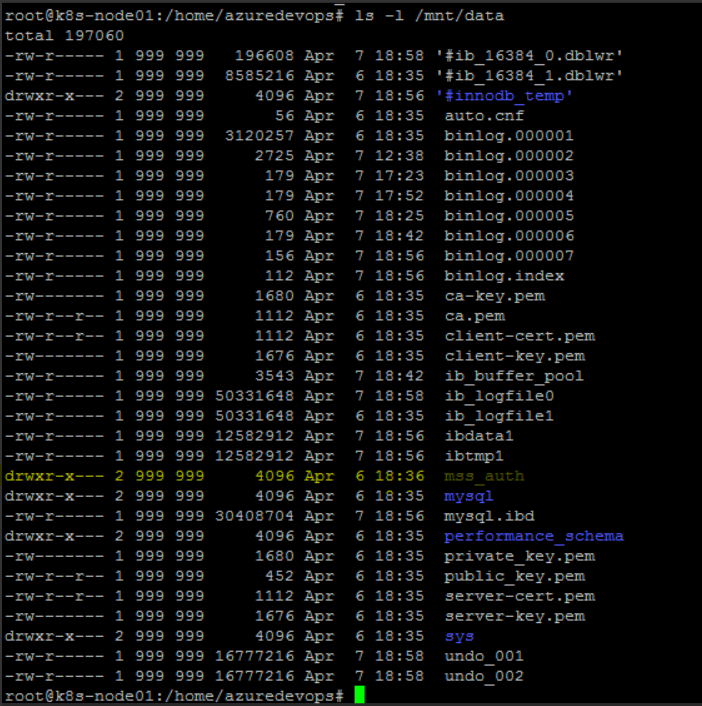 root@k8s-node01:/home/azuredevops# ls -l /mnt/data
total 197060
-rw-r----- 1 999 999 196608 Apr 7 18:58 '#ib_16384_0.dblwr'
-rw-r----- 1 999 999 8585216 Apr 6 18:35 '#ib_16384_1.dblwr'
drwxr-x--- 2 999 999 4096 Apr 7 18:56 '#innodb_temp'
-rw-r----- 1 999 999 56 Apr 6 18:35 auto.cnf
-rw-r----- 1 999 999 3120257 Apr 6 18:35 binlog.000001
-rw-r----- 1 999 999 2725 Apr 7 12:38 binlog.000002
-rw-r----- 1 999 999 179 Apr 7 17:23 binlog.000003
-rw-r----- 1 999 999 179 Apr 7 17:52 binlog.000004
-rw-r----- 1 999 999 760 Apr 7 18:25 binlog.000005
-rw-r----- 1 999 999 179 Apr 7 18:42 binlog.000006
-rw-r----- 1 999 999 156 Apr 7 18:56 binlog.000007
-rw-r----- 1 999 999 112 Apr 7 18:56 binlog.index
-rw------- 1 999 999 1680 Apr 6 18:35 ca-key.pem
-rw-r--r-- 1 999 999 1112 Apr 6 18:35 ca.pem
-rw-r--r-- 1 999 999 1112 Apr 6 18:35 client-cert.pem
-rw------- 1 999 999 1676 Apr 6 18:35 client-key.pem
-rw-r----- 1 999 999 3543 Apr 7 18:42 ib_buffer_pool
-rw-r----- 1 999 999 50331648 Apr 7 18:58 ib_logfile0
-rw-r----- 1 999 999 50331648 Apr 6 18:35 ib_logfile1
-rw-r----- 1 999 999 12582912 Apr 7 18:56 ibdata1
-rw-r----- 1 999 999 12582912 Apr 7 18:56 ibtmp1
drwxr-x--- 2 999 999 4096 Apr 6 18:36 mss_auth
drwxr-x--- 2 999 999 4096 Apr 6 18:35 mysql
-rw-r----- 1 999 999 30408704 Apr 7 18:56 mysql.ibd
drwxr-x--- 2 999 999 4096 Apr 6 18:35 performance_schema
-rw------- 1 999 999 1680 Apr 6 18:35 private_key.pem
-rw-r--r-- 1 999 999 452 Apr 6 18:35 public_key.pem
-rw-r--r-- 1 999 999 1112 Apr 6 18:35 server-cert.pem
-rw------- 1 999 999 1676 Apr 6 18:35 server-key.pem
drwxr-x--- 2 999 999 4096 Apr 6 18:35 sys
-rw-r----- 1 999 999 16777216 Apr 7 18:58 undo_001
-rw-r----- 1 999 999 16777216 Apr 7 18:58 undo_002
root@k8s-node01:/home/azuredevops#